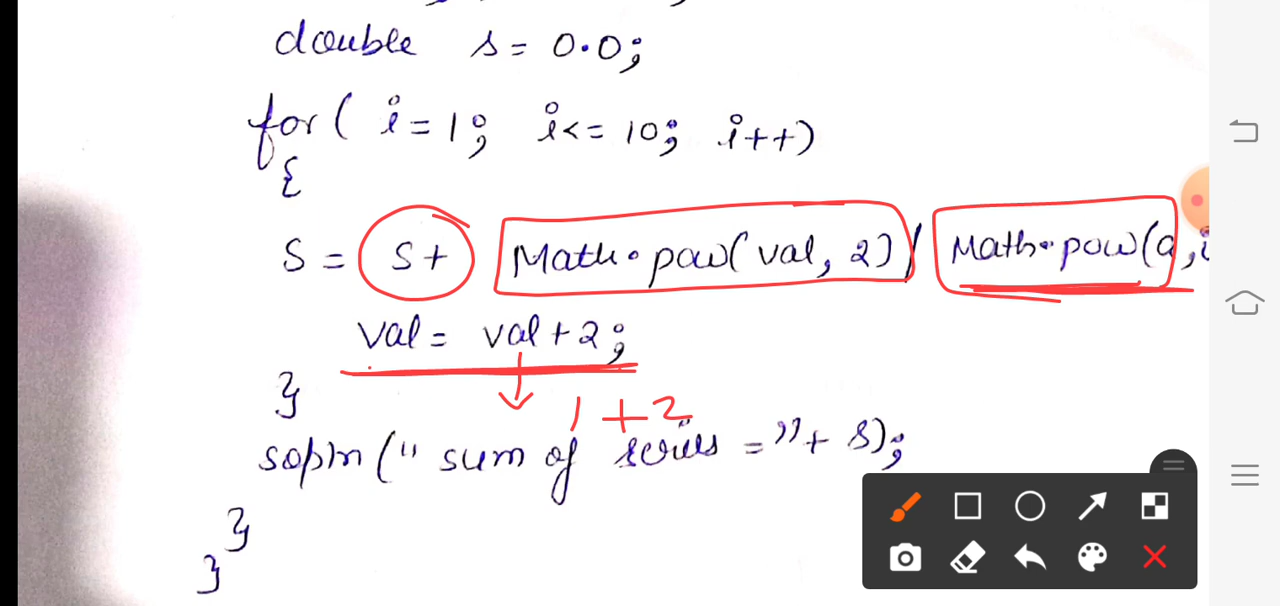 double s = 0.0;
for( i=1; i<=10; i++)
{
s = s+ Math.pow(val, 2) / Math.pow(a,i
val = val+2;
}
1+2
sopln (" sum of series =" + s);
}
}